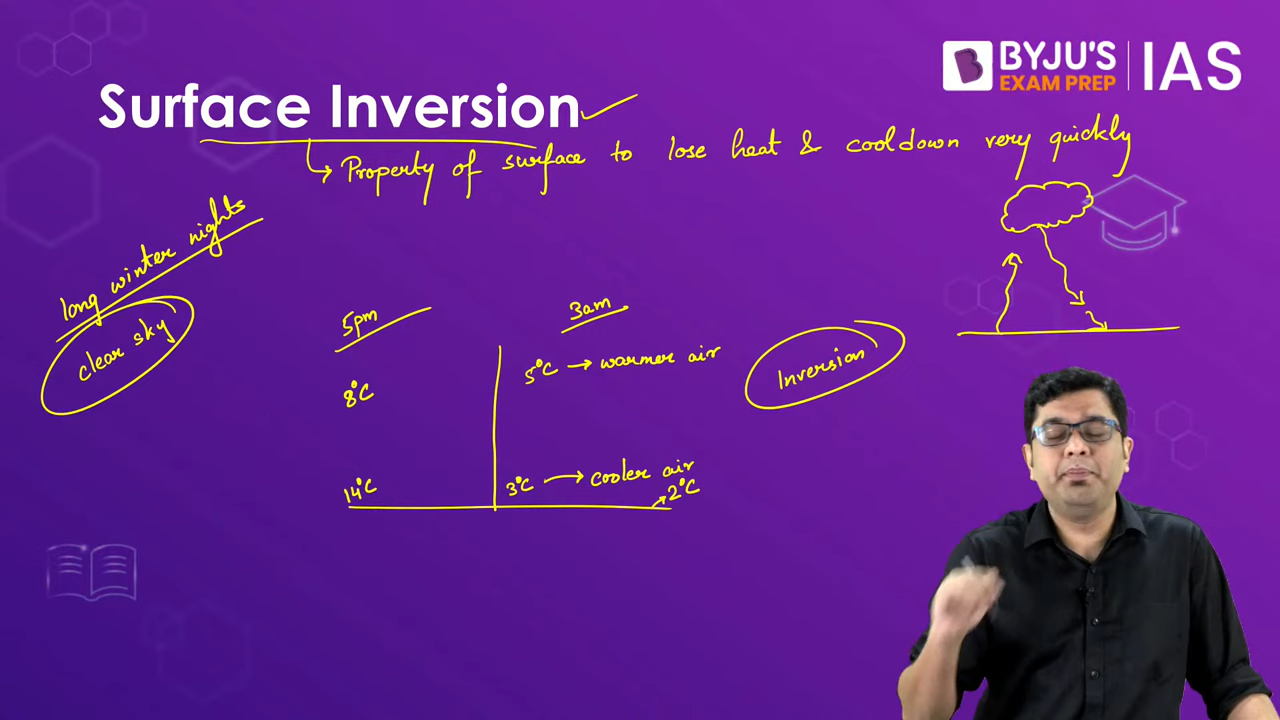 BYJU'S
EXAM PREP
IAS
Surface Inversion
Property of surface to lose heat & cooldown very quickly
long winter nights
clear sky
5pm
3am
8°C
5°C → warmer air
Inversion
14°C
3°C → cooler air
2°C